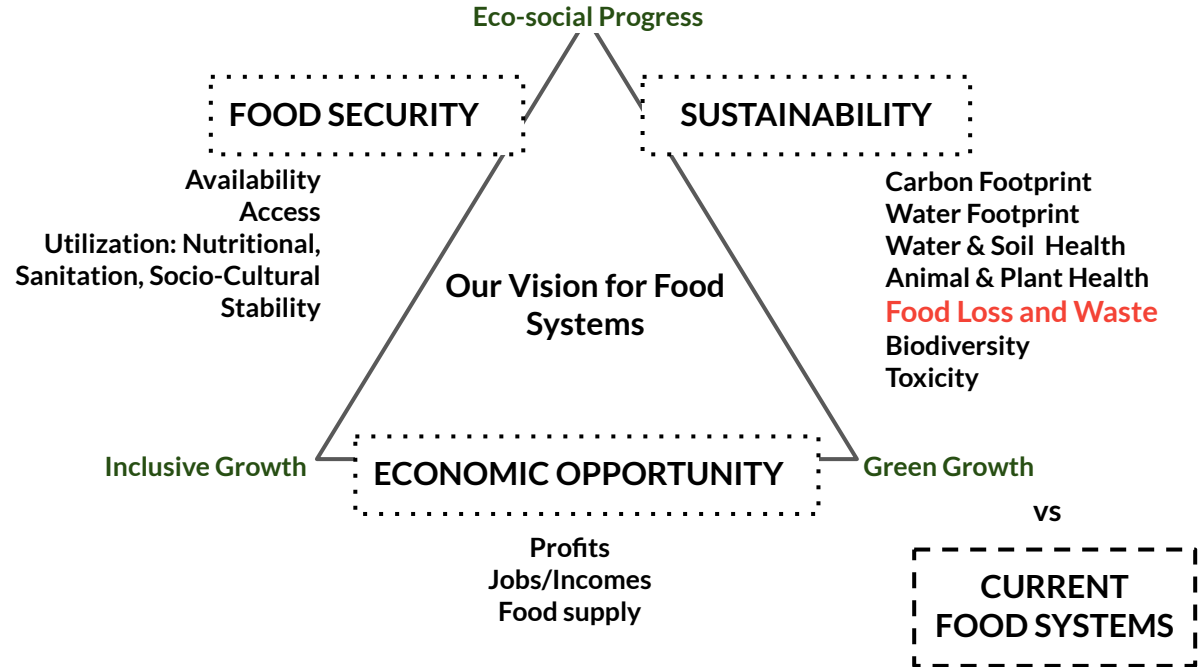 Eco-social Progress
FOOD SECURITY
Availability
Access
Utilization: Nutritional,
Sanitation, Socio-Cultural
Stability
SUSTAINABILITY
Carbon Footprint
Water Footprint
Water & Soil Health
Animal & Plant Health
Food Loss and Waste
Biodiversity
Toxicity
Our Vision for Food
Systems
Inclusive Growth
ECONOMIC OPPORTUNITY
Green Growth
Profits
Jobs/Incomes
Food supply
vs
CURRENT
FOOD SYSTEMS